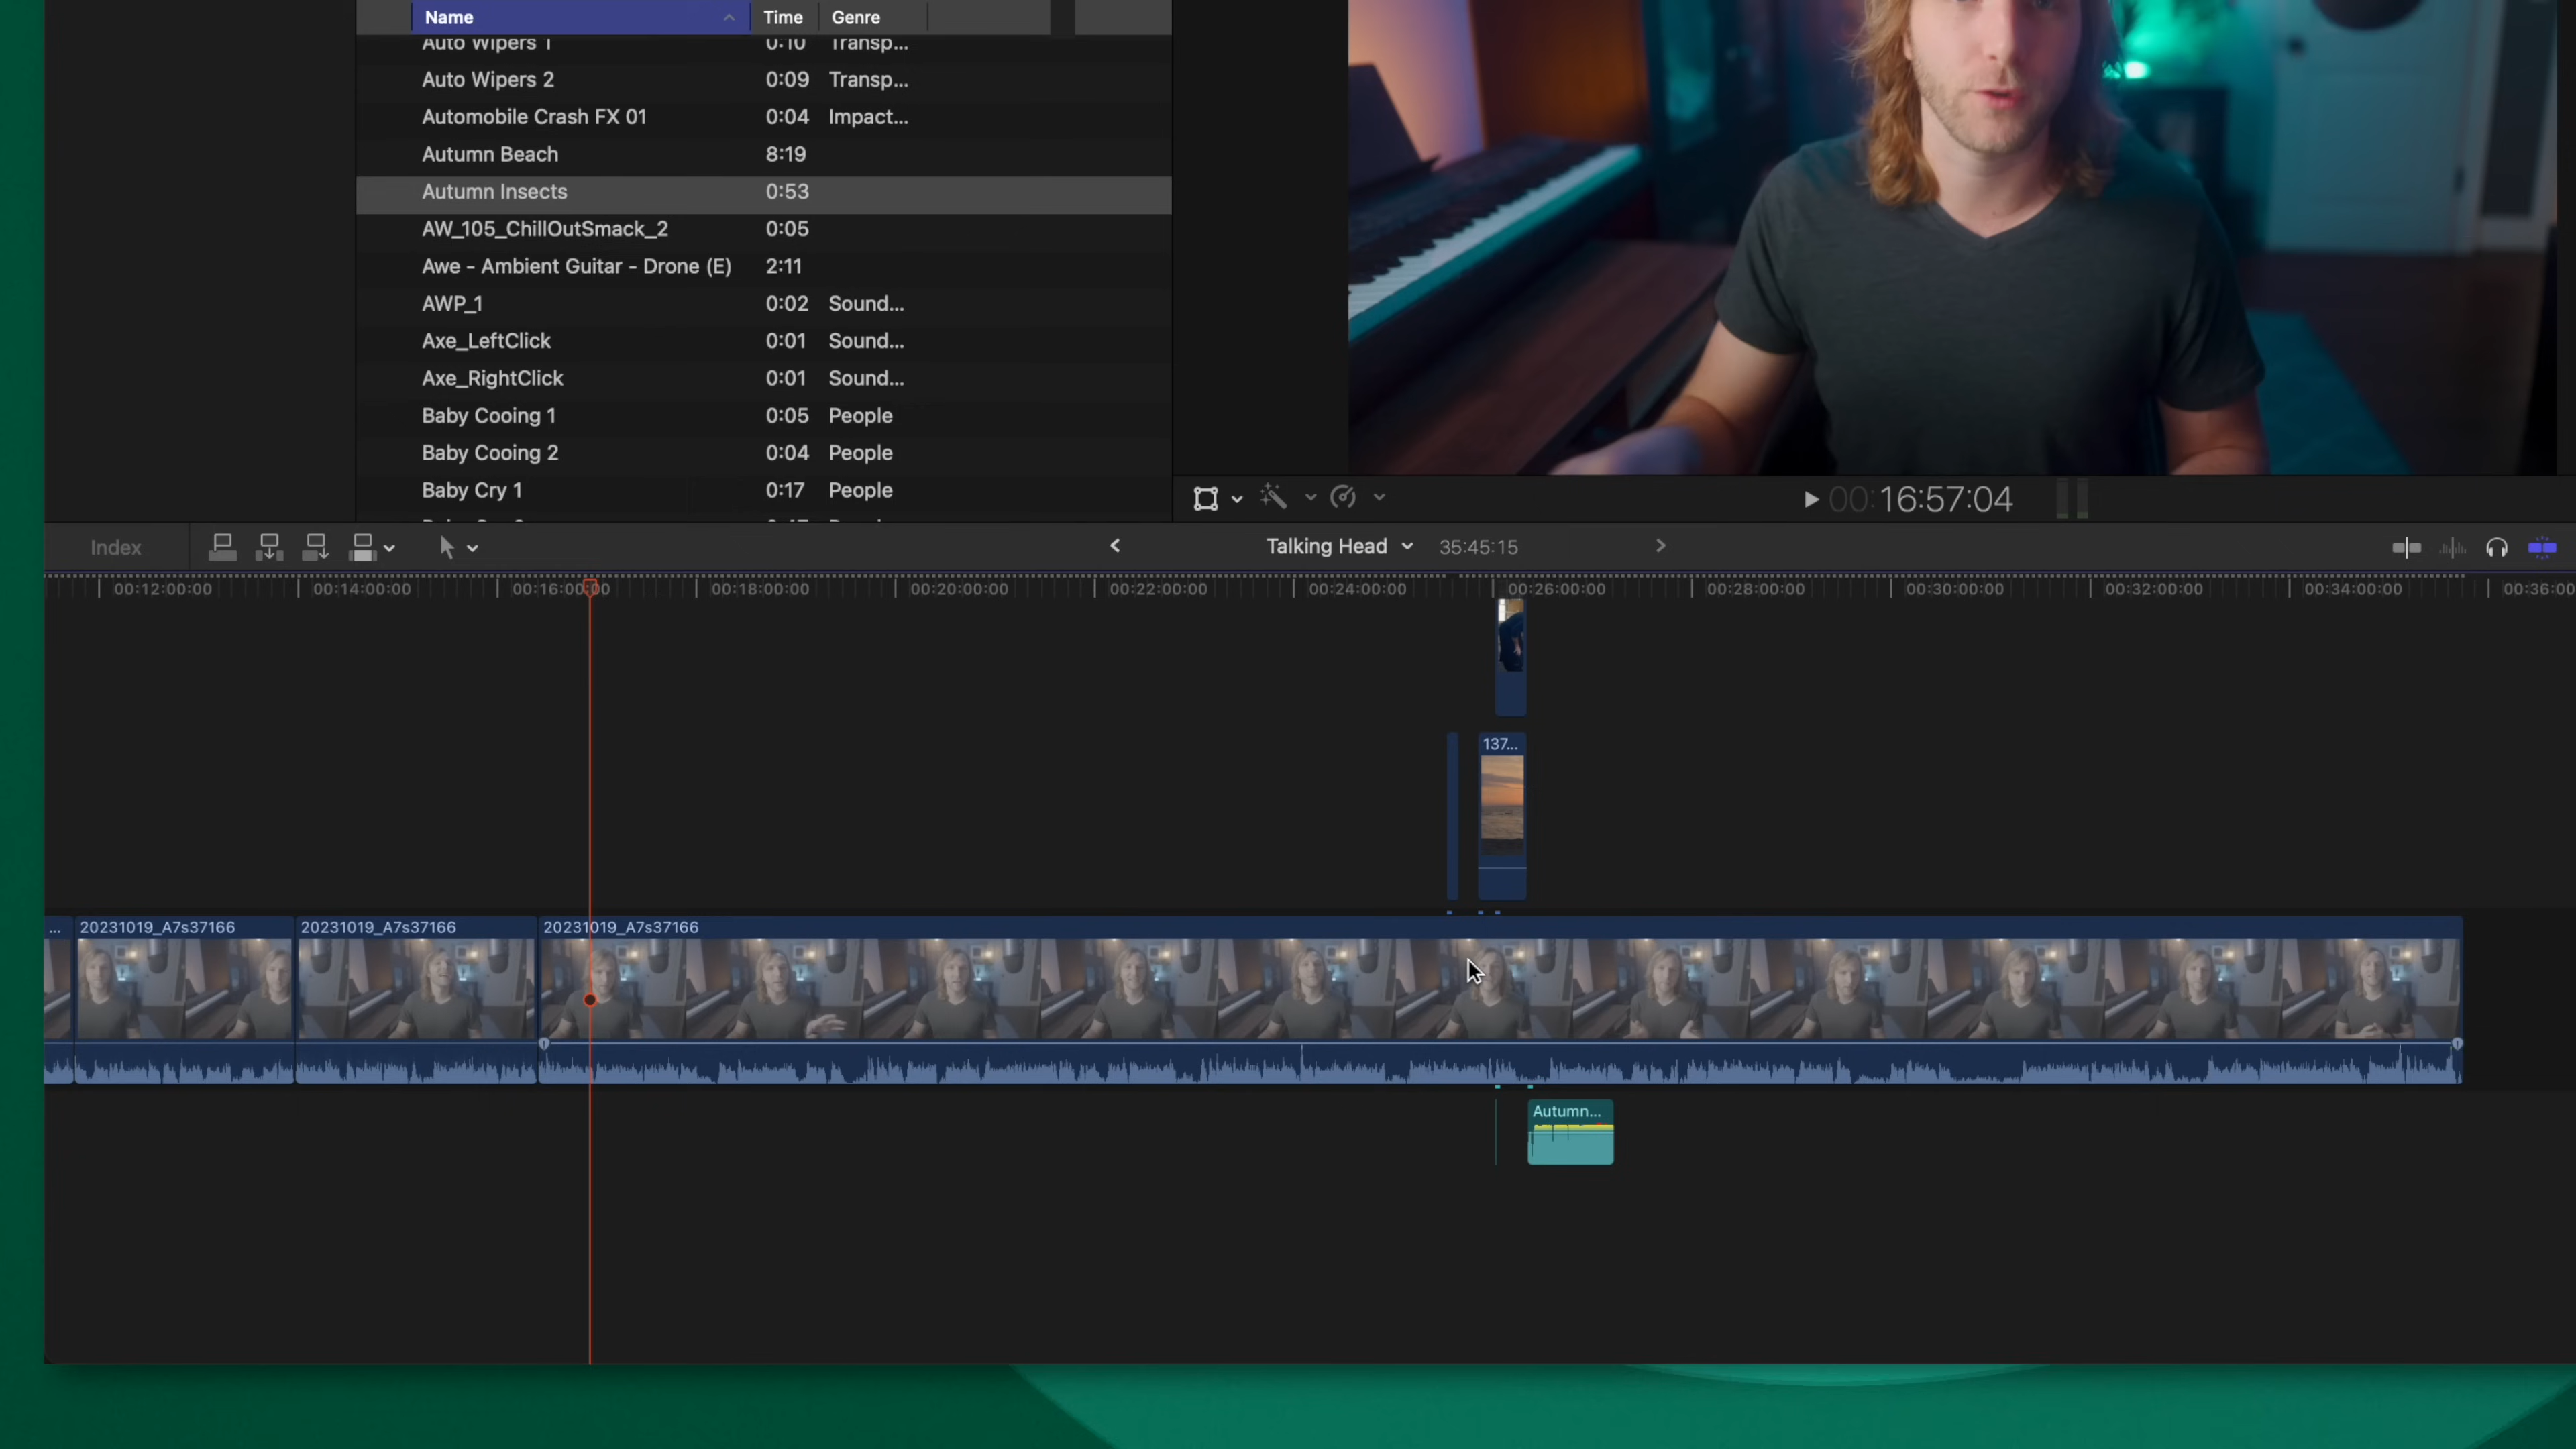 Name Time Genre
Auto Wipers 1 0:10 Transp...
Auto Wipers 2 0:09 Transp...
Automobile Crash FX 01 0:04 Impact...
Autumn Beach 8:19
Autumn Insects 0:53
AW_105_ChillOutSmack_2 0:05
Awe - Ambient Guitar - Drone (E) 2:11
AWP_1 0:02 Sound...
Axe_LeftClick 0:01 Sound...
Axe_RightClick 0:01 Sound...
Baby Cooing 1 0:05 People
Baby Cooing 2 0:04 People
Baby Cry 1 0:17 People
00:16:57:04
Index Talking Head 35:45:15
00:12:00:00 00:14:00:00 00:16:00:00 00:18:00:00 00:20:00:00 00:22:00:00 00:24:00:00 00:26:00:00 00:28:00:00 00:30:00:00 00:32:00:00 00:34:00:00 00:36:00
137...
... 20231019_A7s37166 20231019_A7s37166 20231019_A7s37166
Autumn...